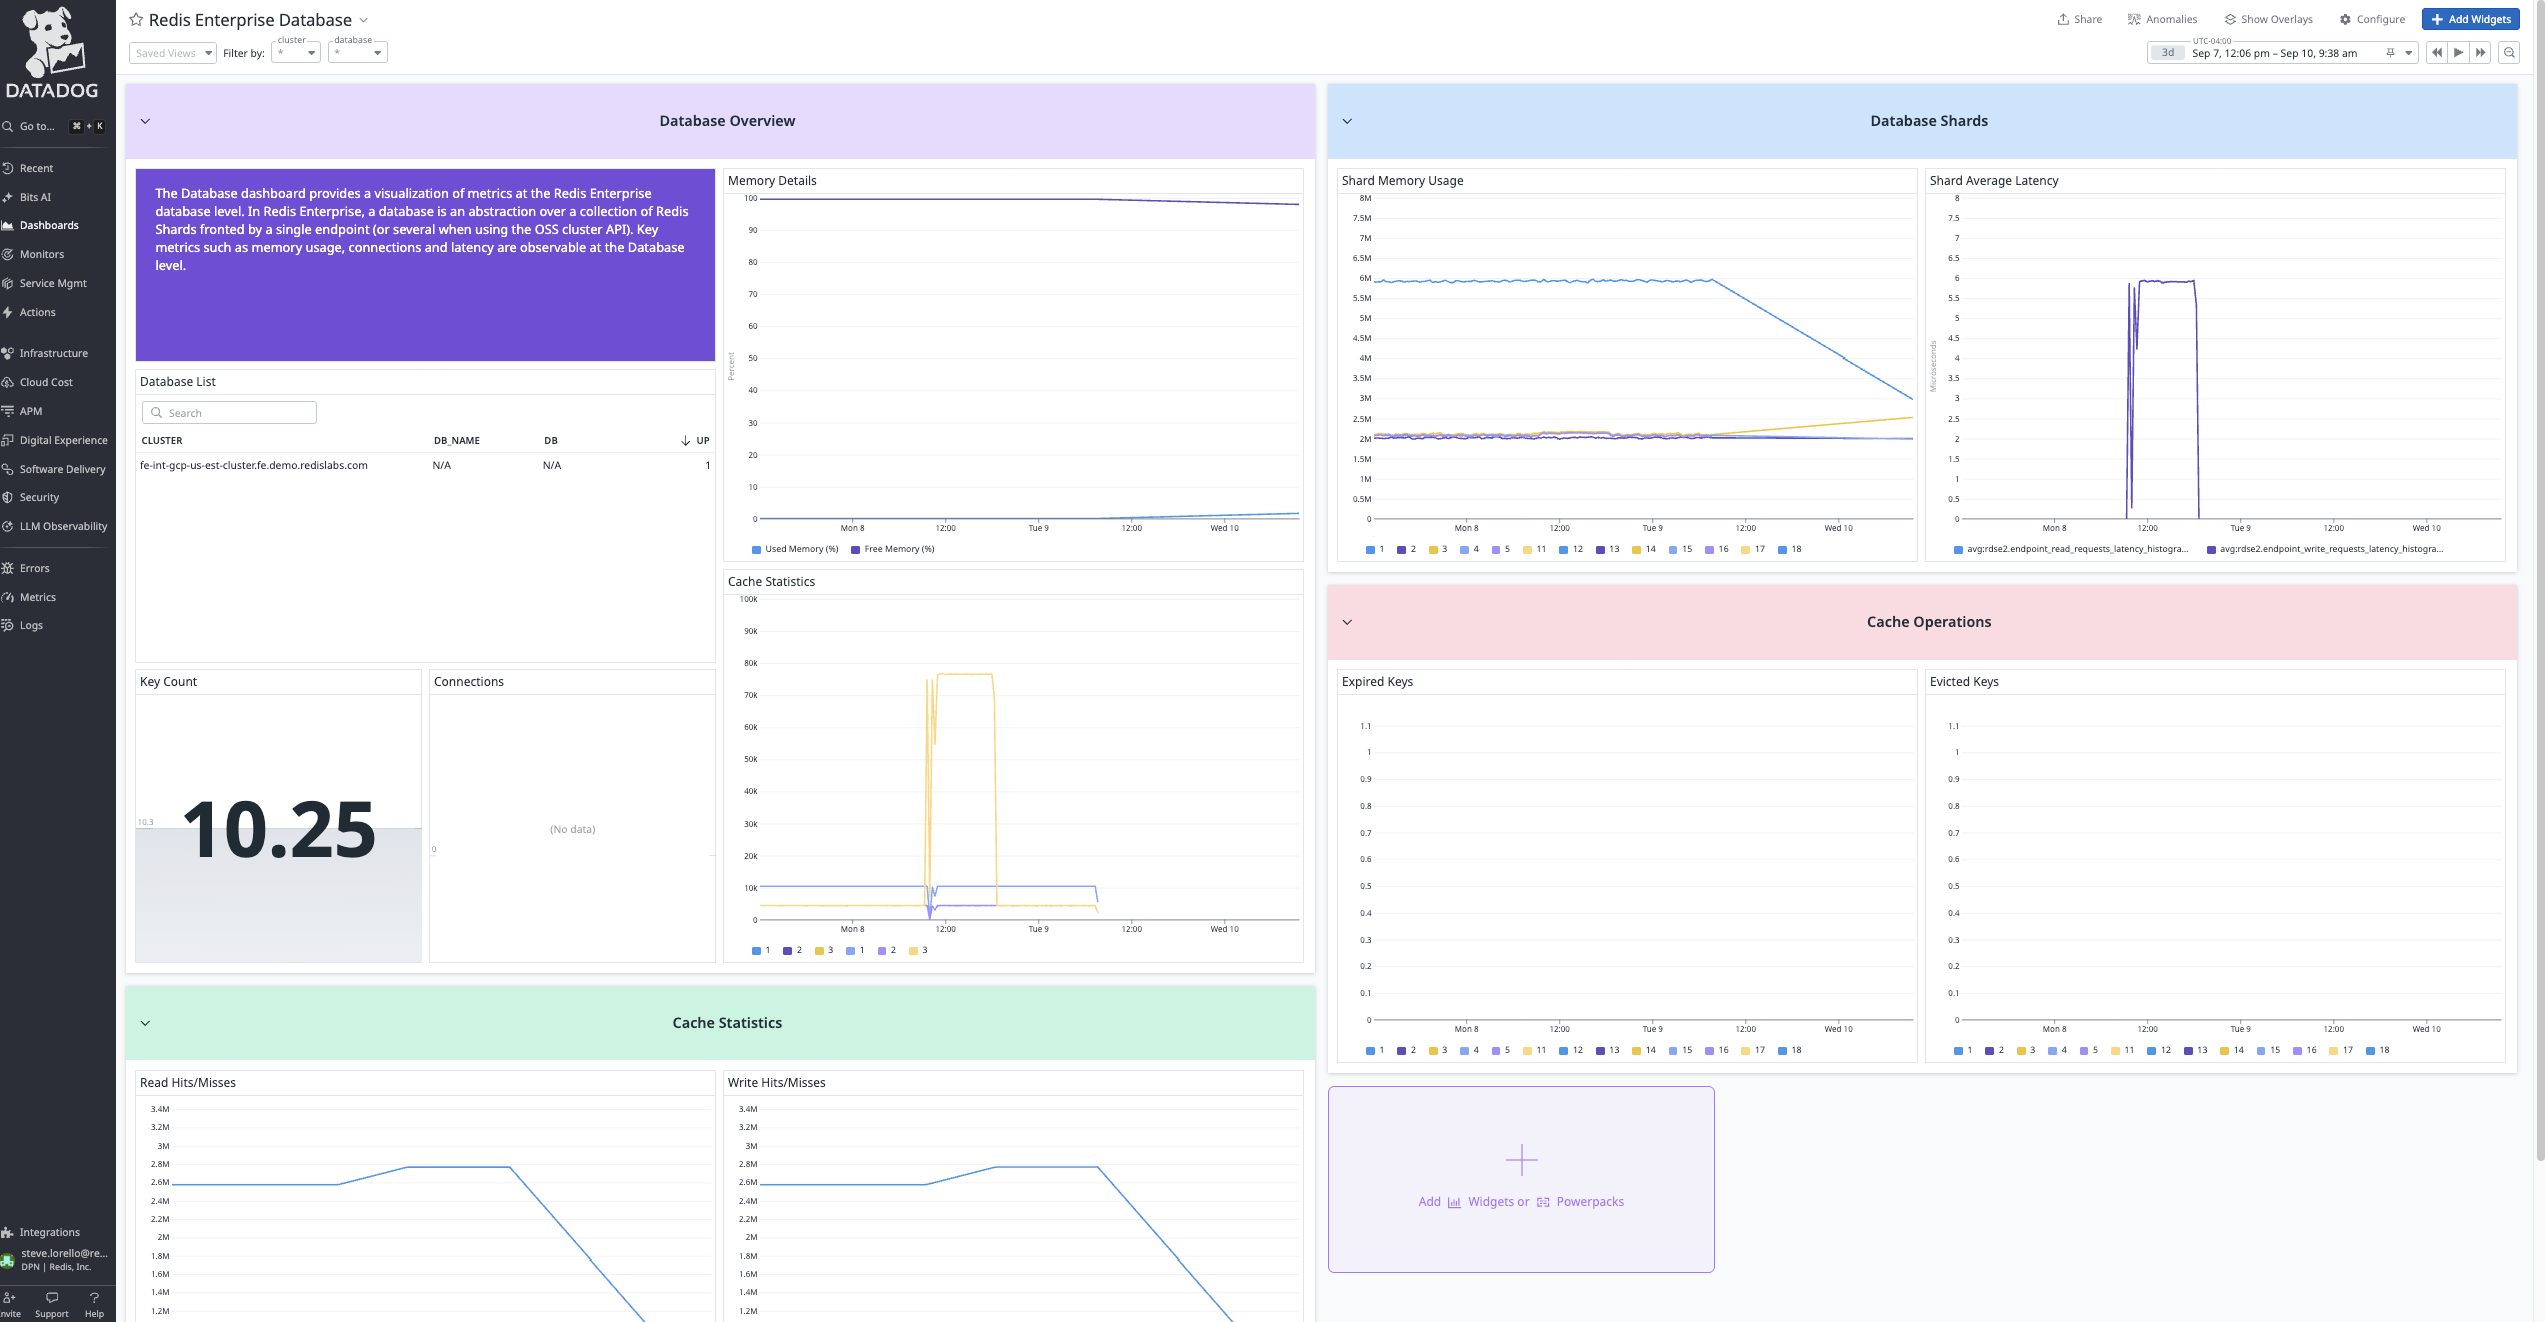 DATADOG
Go to...
⌘ + K
Recent
Bits AI
Dashboards
Monitors
Service Mgmt
Actions
Infrastructure
Cloud Cost
APM
Digital Experience
Software Delivery
Security
LLM Observability
Errors
Metrics
Logs
Integrations
steve.lorello@re...
DPN | Redis, Inc.
nvite Support Help
Redis Enterprise Database
Share Anomalies Show Overlays Configure + Add Widgets
Saved Views Filter by: cluster * database *
UTC-04:00
3d Sep 7, 12:06 pm – Sep 10, 9:38 am
Database Overview
The Database dashboard provides a visualization of metrics at the Redis Enterprise
database level. In Redis Enterprise, a database is an abstraction over a collection of Redis
Shards fronted by a single endpoint (or several when using the OSS cluster API). Key
metrics such as memory usage, connections and latency are observable at the Database
level.
Database List
Search
CLUSTER DB_NAME DB ↓ UP
fe-int-gcp-us-est-cluster.fe.demo.redislabs.com N/A N/A 1
Key Count
10.3
10.25
Connections
0
(No data)
Memory Details
Percent
100
90
80
70
60
50
40
30
20
10
0
Mon 8 12:00 Tue 9 12:00 Wed 10
Used Memory (%) Free Memory (%)
Cache Statistics
100k
90k
80k
70k
60k
50k
40k
30k
20k
10k
0
Mon 8 12:00 Tue 9 12:00 Wed 10
1 2 3 1 2 3
Cache Statistics
Read Hits/Misses
3.4M
3.2M
3M
2.8M
2.6M
2.4M
2.2M
2M
1.8M
1.6M
1.4M
1.2M
Write Hits/Misses
3.4M
3.2M
3M
2.8M
2.6M
2.4M
2.2M
2M
1.8M
1.6M
1.4M
1.2M
Database Shards
Shard Memory Usage
8M
7.5M
7M
6.5M
6M
5.5M
5M
4.5M
4M
3.5M
3M
2.5M
2M
1.5M
1M
0.5M
0
Mon 8 12:00 Tue 9 12:00 Wed 10
1 2 3 4 5 11 12 13 14 15 16 17 18
Shard Average Latency
Microseconds
8
7.5
7
6.5
6
5.5
5
4.5
4
3.5
3
2.5
2
1.5
1
0.5
0
Mon 8 12:00 Tue 9 12:00 Wed 10
avg:rdse2.endpoint_read_requests_latency_histogra... avg:rdse2.endpoint_write_requests_latency_histogra...
Cache Operations
Expired Keys
1.1
1
0.9
0.8
0.7
0.6
0.5
0.4
0.3
0.2
0.1
0
Mon 8 12:00 Tue 9 12:00 Wed 10
1 2 3 4 5 11 12 13 14 15 16 17 18
Evicted Keys
1.1
1
0.9
0.8
0.7
0.6
0.5
0.4
0.3
0.2
0.1
0
Mon 8 12:00 Tue 9 12:00 Wed 10
1 2 3 4 5 11 12 13 14 15 16 17 18
Add Widgets or Powerpacks